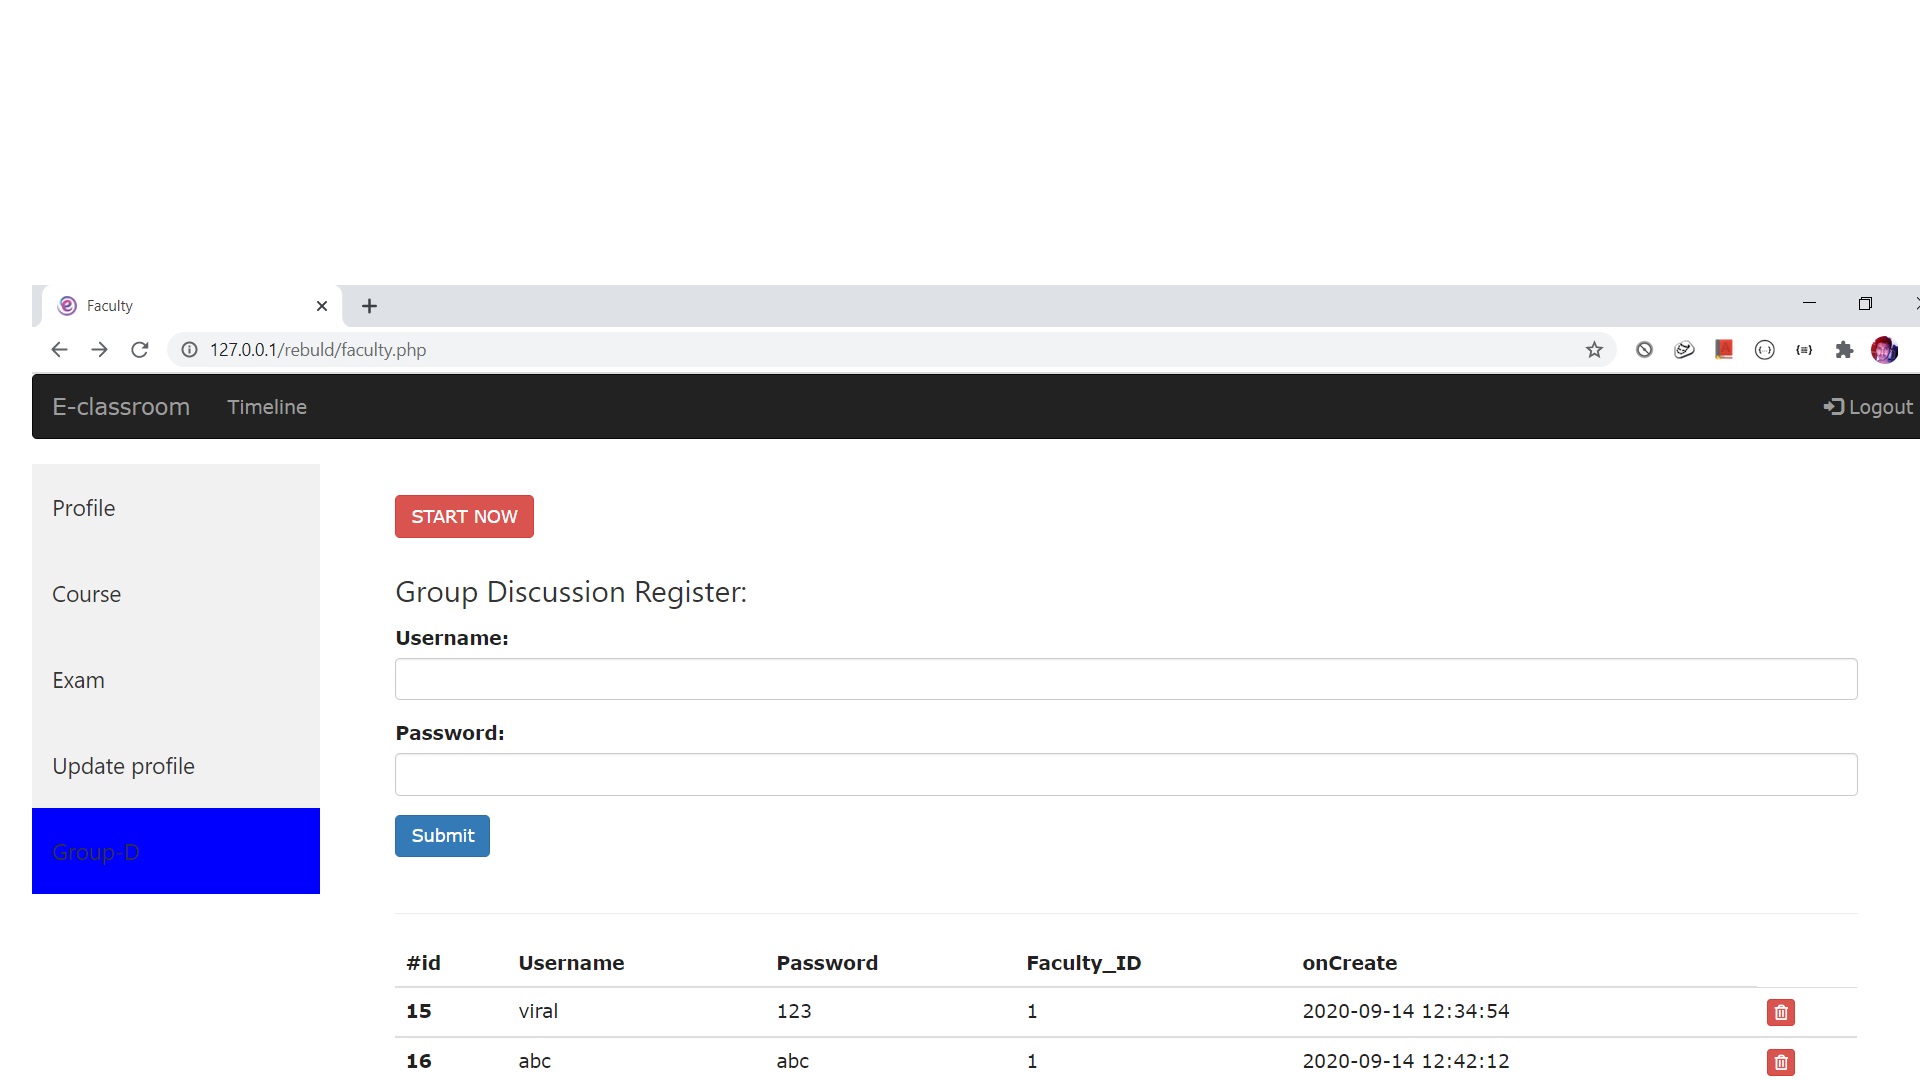 Faculty
127.0.0.1/rebuld/faculty.php
E-classroom Timeline Logout
Profile
Course
Exam
Update profile
Group-D
START NOW
Group Discussion Register:
Username:
Password:
Submit
#id Username Password Faculty_ID onCreate
15 viral 123 1 2020-09-14 12:34:54
16 abc abc 1 2020-09-14 12:42:12